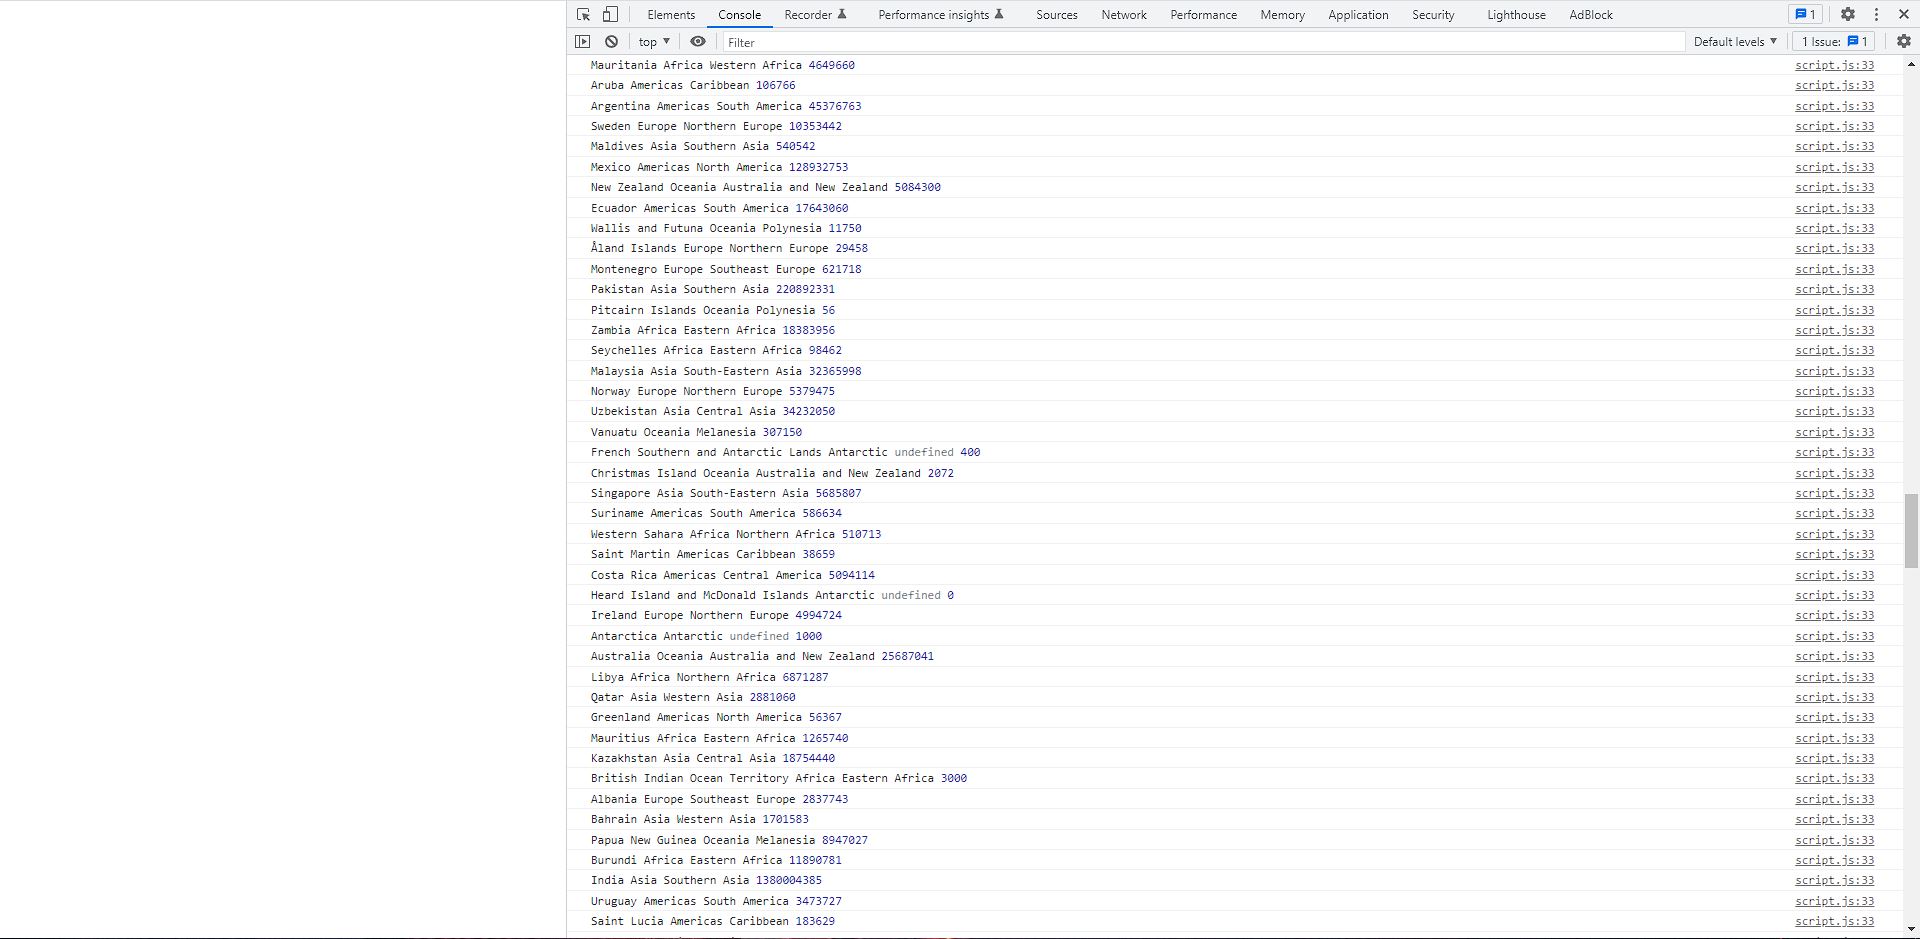 Elements Console Recorder Performance insights Sources Network Performance Memory Application Security Lighthouse AdBlock 1
top Filter Default levels 1 Issue: 1
Mauritania Africa Western Africa 4649660 script.js:33
Aruba Americas Caribbean 106766 script.js:33
Argentina Americas South America 45376763 script.js:33
Sweden Europe Northern Europe 10353442 script.js:33
Maldives Asia Southern Asia 540542 script.js:33
Mexico Americas North America 128932753 script.js:33
New Zealand Oceania Australia and New Zealand 5084300 script.js:33
Ecuador Americas South America 17643060 script.js:33
Wallis and Futuna Oceania Polynesia 11750 script.js:33
Åland Islands Europe Northern Europe 29458 script.js:33
Montenegro Europe Southeast Europe 621718 script.js:33
Pakistan Asia Southern Asia 220892331 script.js:33
Pitcairn Islands Oceania Polynesia 56 script.js:33
Zambia Africa Eastern Africa 18383956 script.js:33
Seychelles Africa Eastern Africa 98462 script.js:33
Malaysia Asia South-Eastern Asia 32365998 script.js:33
Norway Europe Northern Europe 5379475 script.js:33
Uzbekistan Asia Central Asia 34232050 script.js:33
Vanuatu Oceania Melanesia 307150 script.js:33
French Southern and Antarctic Lands Antarctic undefined 400 script.js:33
Christmas Island Oceania Australia and New Zealand 2072 script.js:33
Singapore Asia South-Eastern Asia 5685807 script.js:33
Suriname Americas South America 586634 script.js:33
Western Sahara Africa Northern Africa 510713 script.js:33
Saint Martin Americas Caribbean 38659 script.js:33
Costa Rica Americas Central America 5094114 script.js:33
Heard Island and McDonald Islands Antarctic undefined 0 script.js:33
Ireland Europe Northern Europe 4994724 script.js:33
Antarctica Antarctic undefined 1000 script.js:33
Australia Oceania Australia and New Zealand 25687041 script.js:33
Libya Africa Northern Africa 6871287 script.js:33
Qatar Asia Western Asia 2881060 script.js:33
Greenland Americas North America 56367 script.js:33
Mauritius Africa Eastern Africa 1265740 script.js:33
Kazakhstan Asia Central Asia 18754440 script.js:33
British Indian Ocean Territory Africa Eastern Africa 3000 script.js:33
Albania Europe Southeast Europe 2837743 script.js:33
Bahrain Asia Western Asia 1701583 script.js:33
Papua New Guinea Oceania Melanesia 8947027 script.js:33
Burundi Africa Eastern Africa 11890781 script.js:33
India Asia Southern Asia 1380004385 script.js:33
Uruguay Americas South America 3473727 script.js:33
Saint Lucia Americas Caribbean 183629 script.js:33